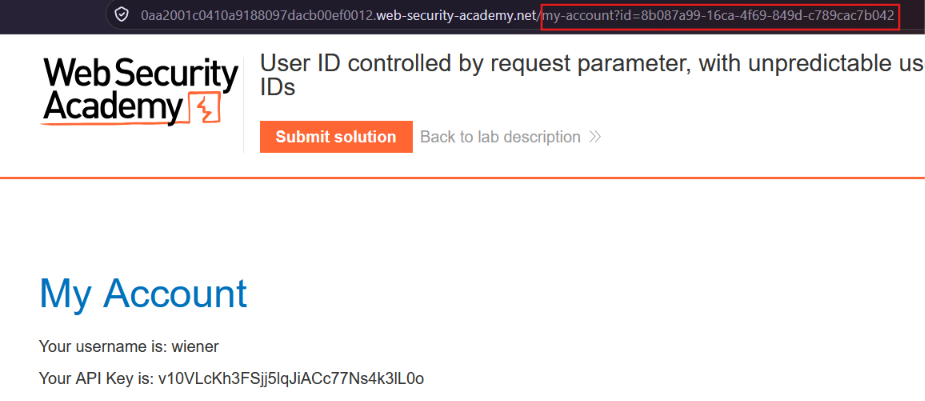 0aa2001c0410a9188097dacb00ef0012.web-security-academy.net/my-account?id=8b087a99-16ca-4f69-849d-c789cac7b042
Web Security
Academy
User ID controlled by request parameter, with unpredictable us
IDs
Submit solution
Back to lab description
My Account
Your username is: wiener
Your API Key is: v10VLcKh3FSjj5lqJiACc77Ns4k3lL0o